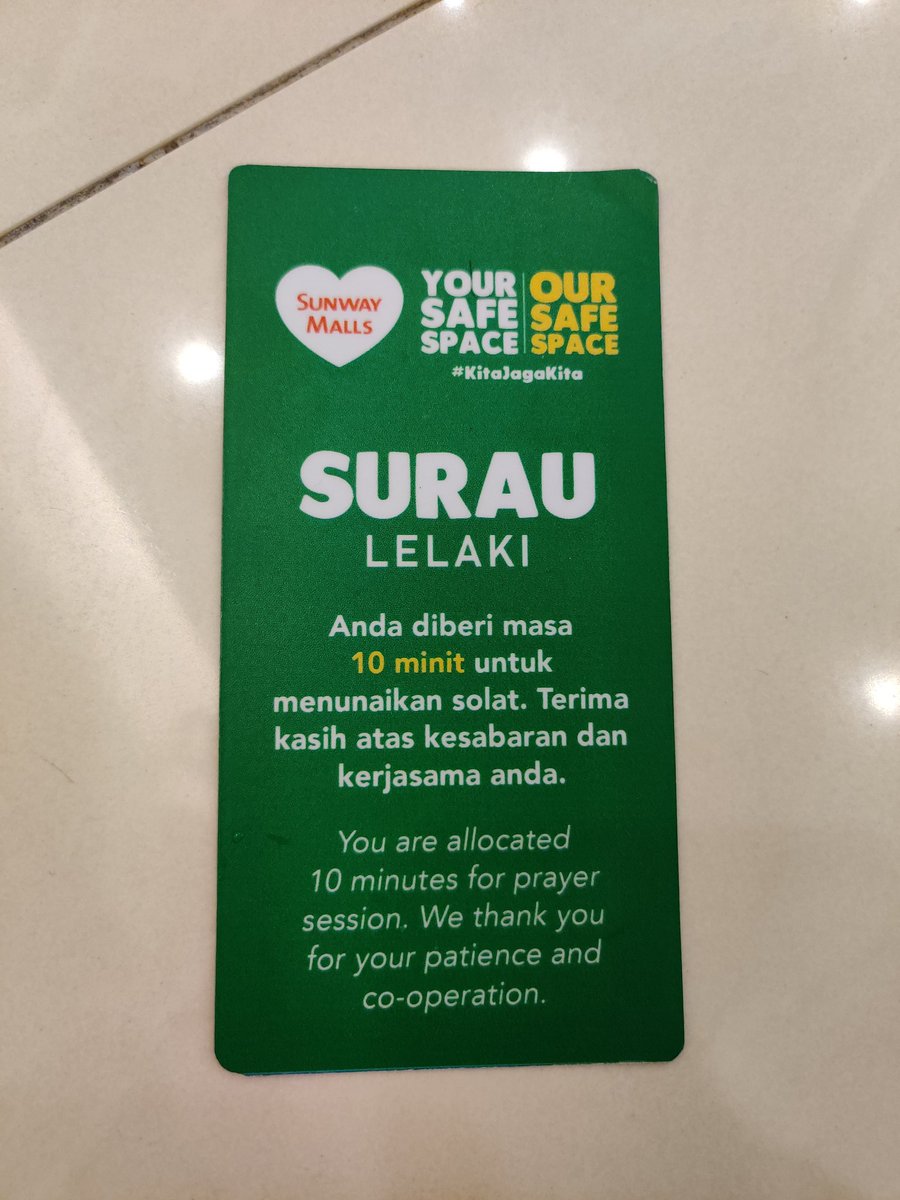 SUNWAY
MALLS
YOUR
SAFE
SPACE
OUR
SAFE
SPACE
#KitaJagaKita
SURAU
LELAKI
Anda diberi masa
10 minit untuk
menunaikan solat. Terima
kasih atas kesabaran dan
kerjasama anda.
You are allocated
10 minutes for prayer
session. We thank you
for your patience and
co-operation.